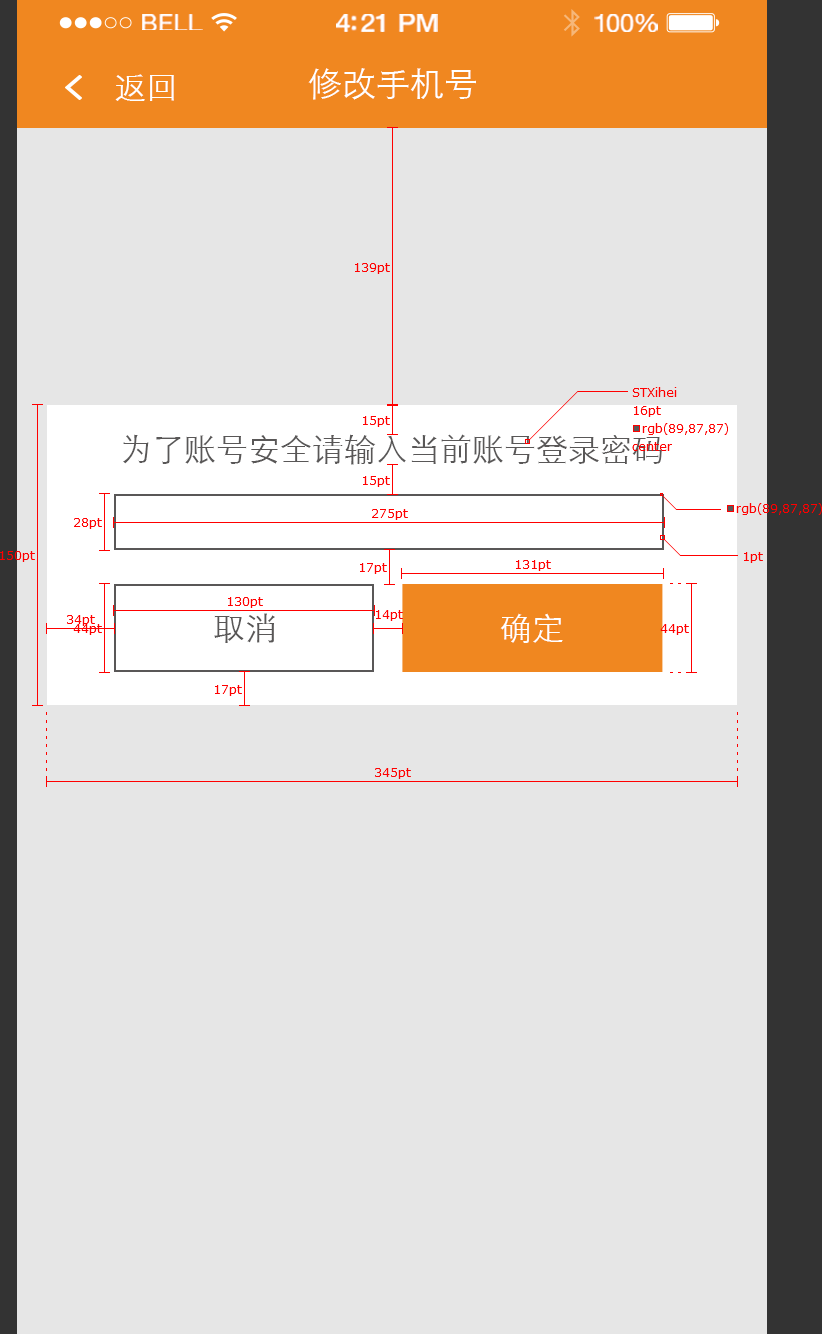 BELL 4:21 PM 100%
返回 修改手机号
139pt
STXihei
16pt
15pt
rgb(89,87,87)
center
为了账号安全请输入当前账号登录密码
15pt
rgb(89,87,87)
275pt
28pt
150pt
1pt
17pt
131pt
130pt
14pt
34pt
44pt
取消
确定
44pt
17pt
345pt